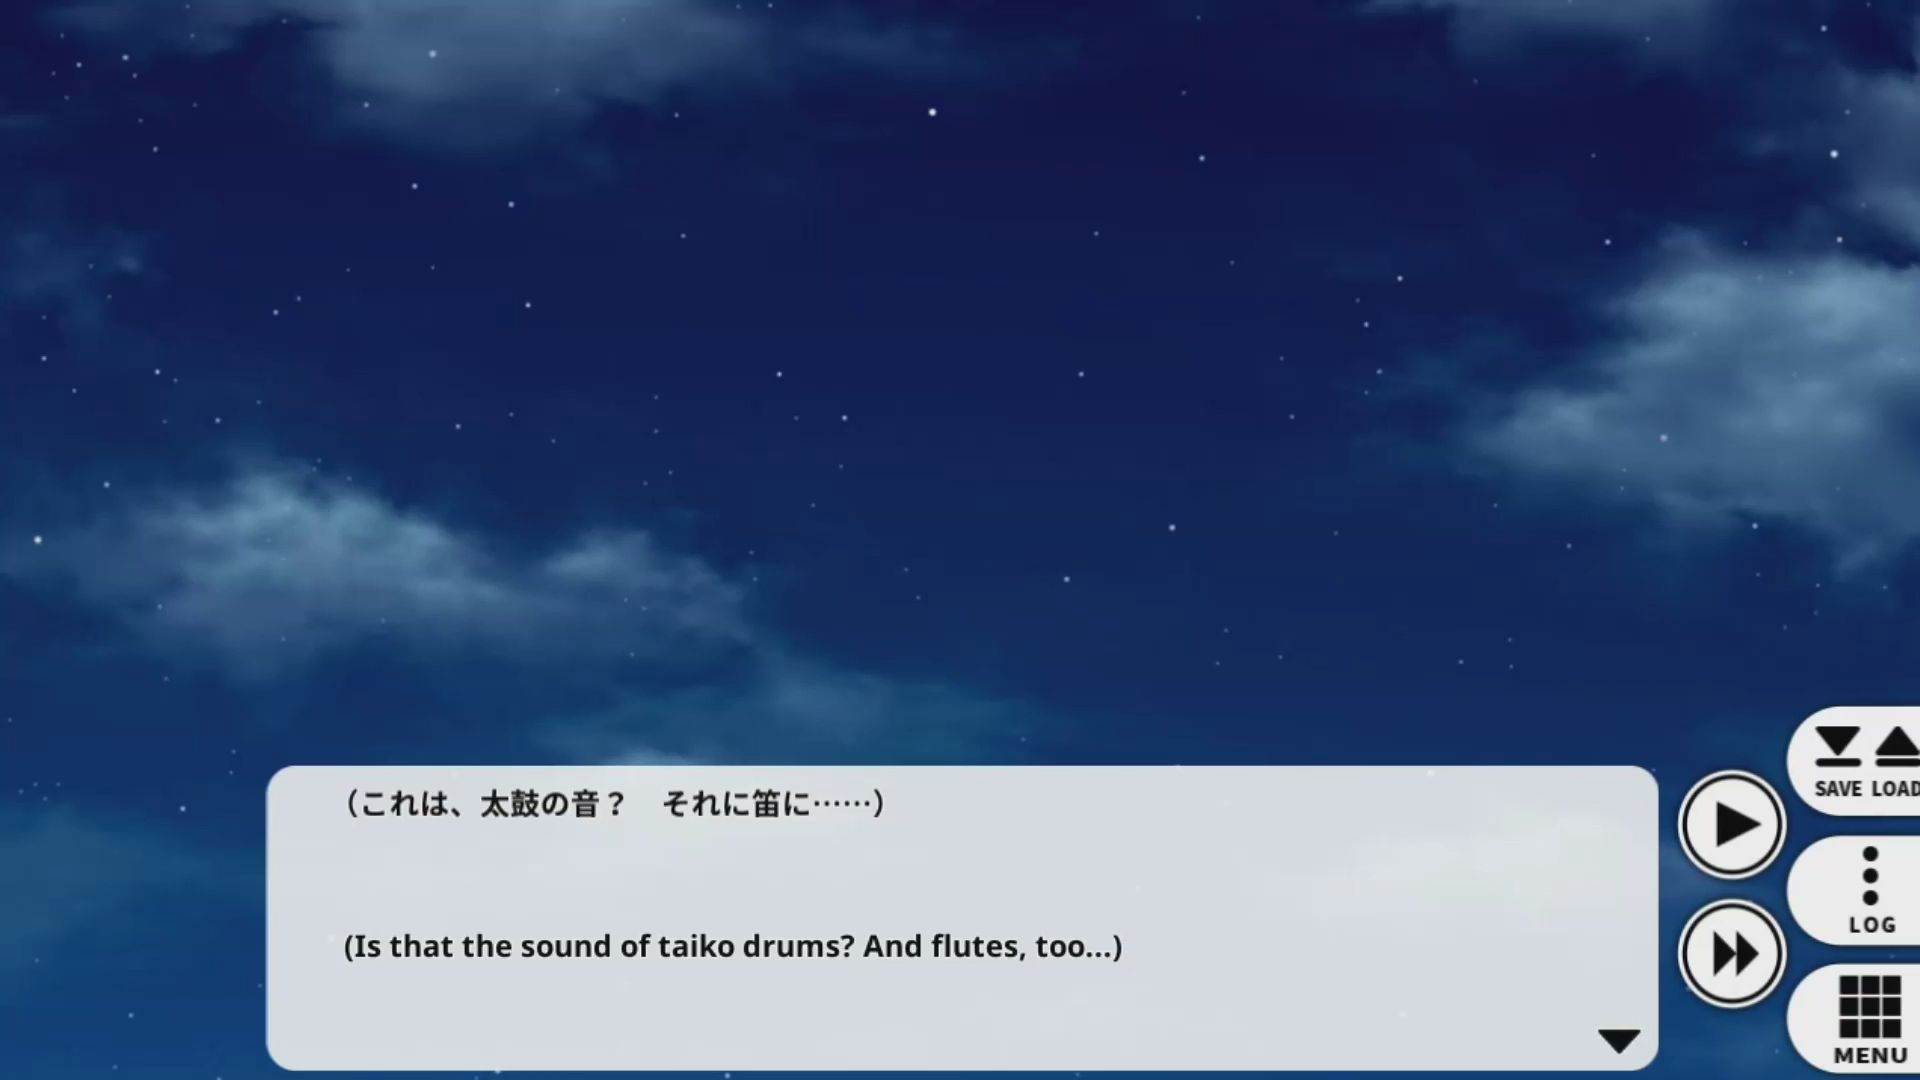 （これは、太鼓の音？　それに笛に……）
(Is that the sound of taiko drums? And flutes, too...)
SAVE LOAD
LOG
MENU